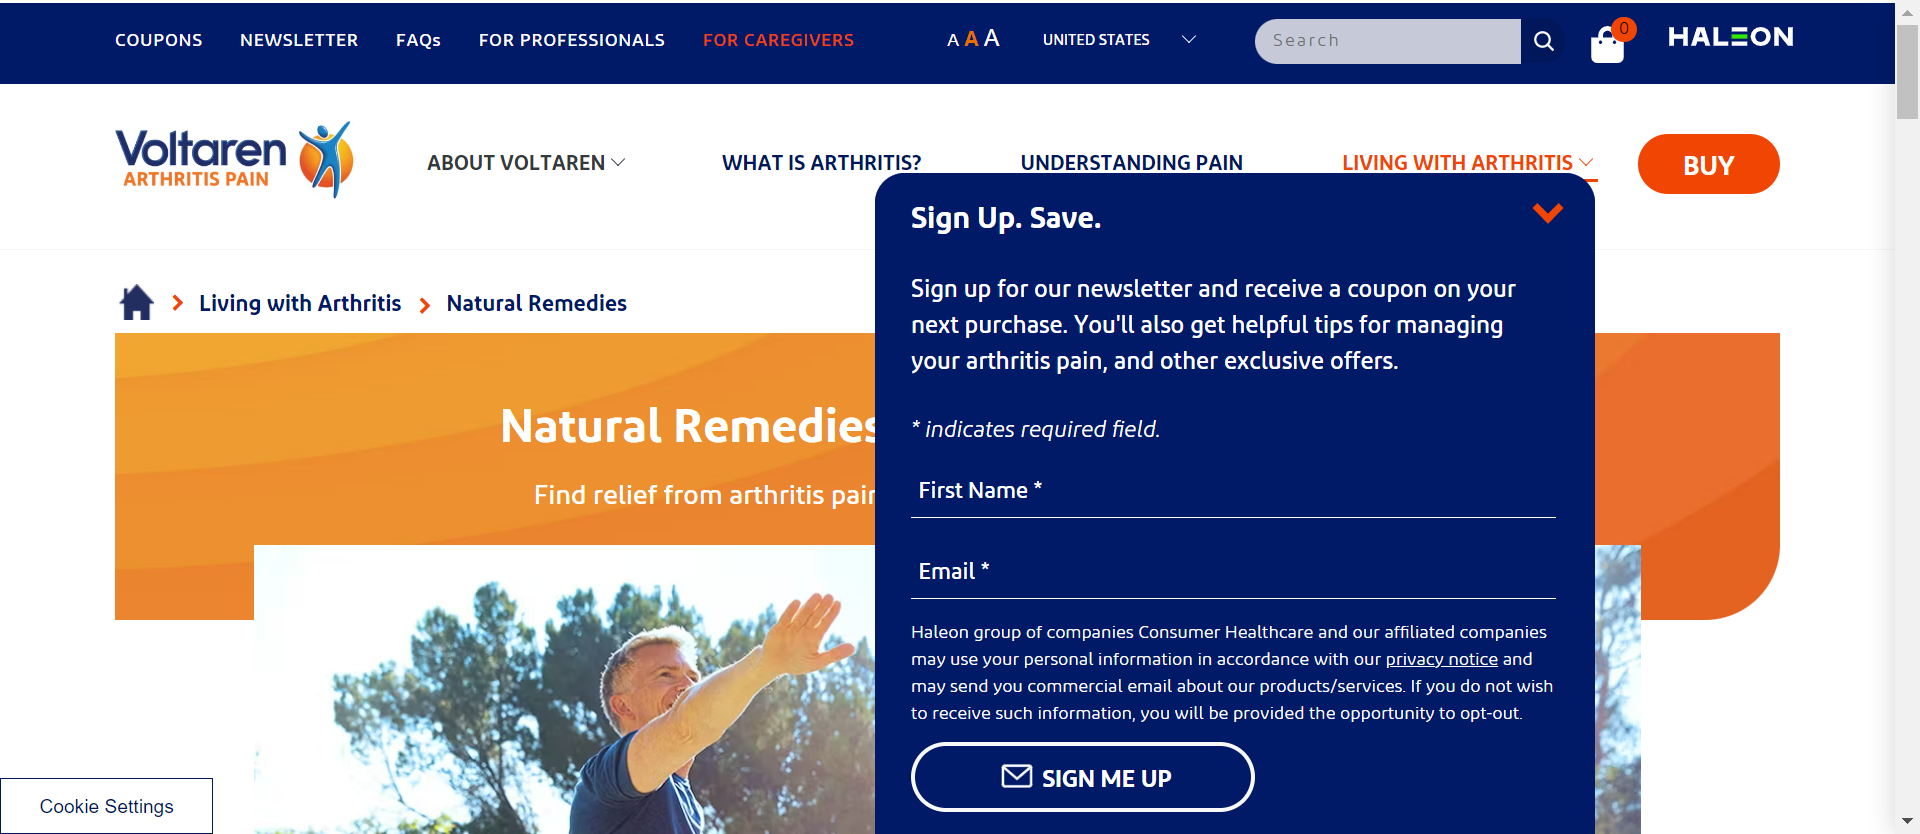 COUPONS NEWSLETTER FAQs FOR PROFESSIONALS FOR CAREGIVERS A A A UNITED STATES Search 0 HALEON
Voltaren
ARTHRITIS PAIN
ABOUT VOLTAREN WHAT IS ARTHRITIS? UNDERSTANDING PAIN LIVING WITH ARTHRITIS BUY
Living with Arthritis Natural Remedies
Natural Remedies
Find relief from arthritis pain
Sign Up. Save.
Sign up for our newsletter and receive a coupon on your
next purchase. You'll also get helpful tips for managing
your arthritis pain, and other exclusive offers.
* indicates required field.
First Name *
Email *
Haleon group of companies Consumer Healthcare and our affiliated companies
may use your personal information in accordance with our privacy notice and
may send you commercial email about our products/services. If you do not wish
to receive such information, you will be provided the opportunity to opt-out.
SIGN ME UP
Cookie Settings